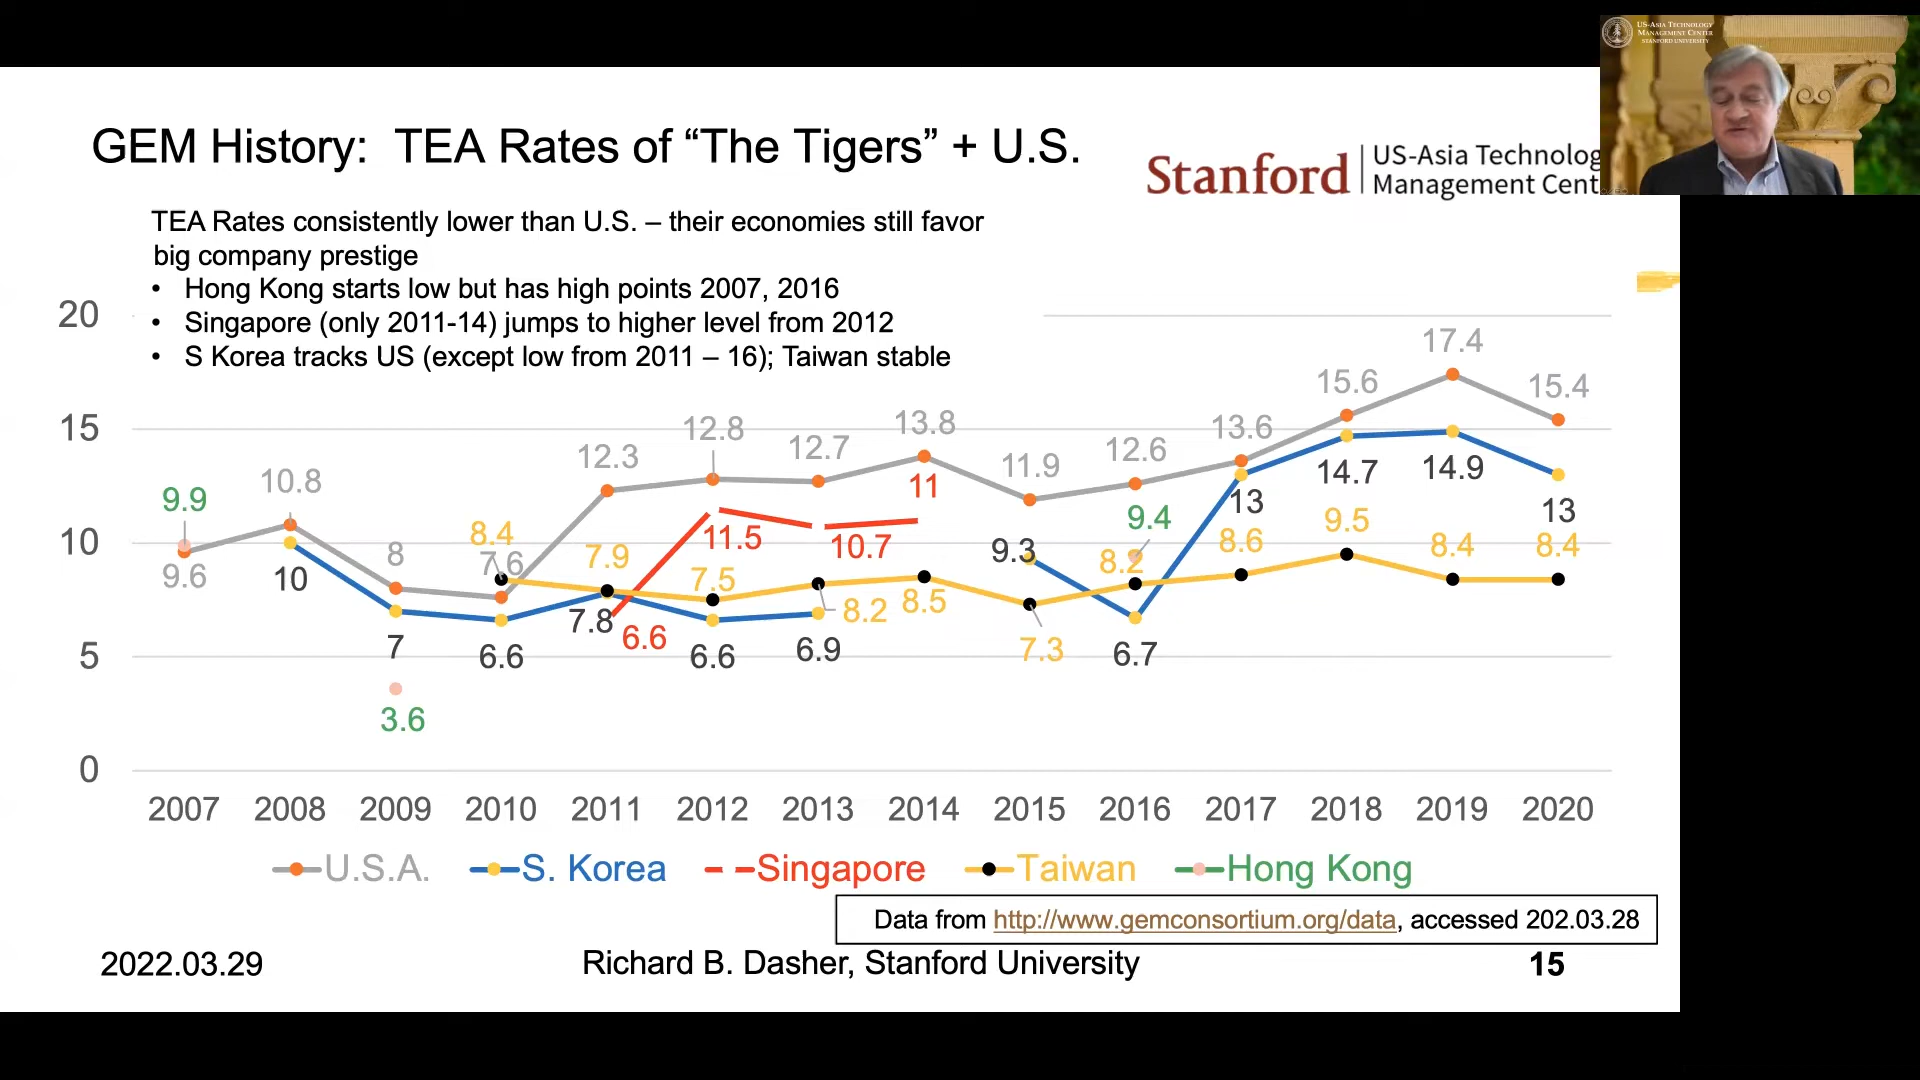 US-ASIA TECHNOLOGY
MANAGEMENT CENTER
STANFORD UNIVERSITY
GEM History: TEA Rates of “The Tigers” + U.S.
Stanford
US-Asia Technolog
Management Cent
TEA Rates consistently lower than U.S. – their economies still favor
big company prestige
• Hong Kong starts low but has high points 2007, 2016
• Singapore (only 2011-14) jumps to higher level from 2012
• S Korea tracks US (except low from 2011 – 16); Taiwan stable
20
15
10
5
0
9.6 10.8 8 7.6 12.3 12.8 12.7 13.8 11.9 12.6 13.6 15.6 17.4 15.4
10 7 6.6 7.8 6.6 6.9 9.3 6.7 13 14.7 14.9 13
6.6 11.5 10.7 11
8.4 7.9 7.5 8.2 8.5 7.3 8.2 8.6 9.5 8.4 8.4
9.9 3.6 9.4
2007 2008 2009 2010 2011 2012 2013 2014 2015 2016 2017 2018 2019 2020
U.S.A. S. Korea Singapore Taiwan Hong Kong
Data from http://www.gemconsortium.org/data, accessed 202.03.28
2022.03.29 Richard B. Dasher, Stanford University 15